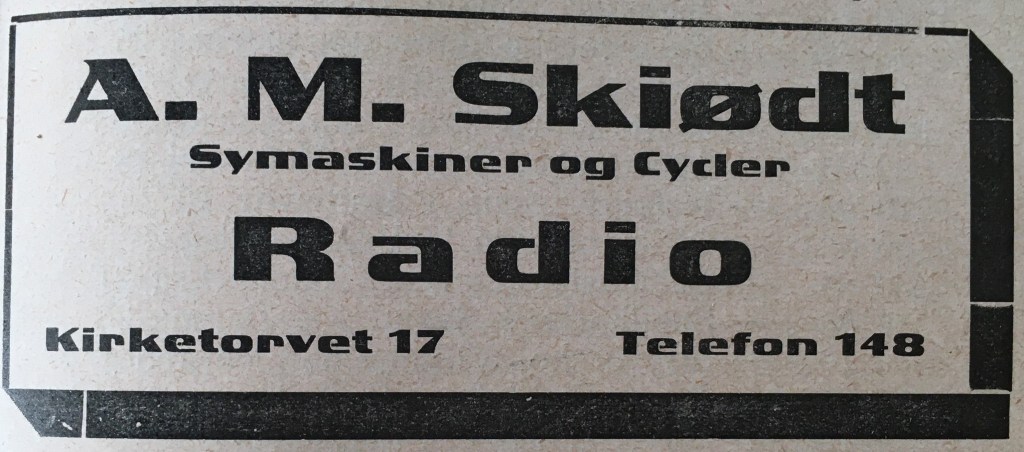 A. M. Skiødt
Symaskiner og Cycler
Radio
Kirketorvet 17 Telefon 148